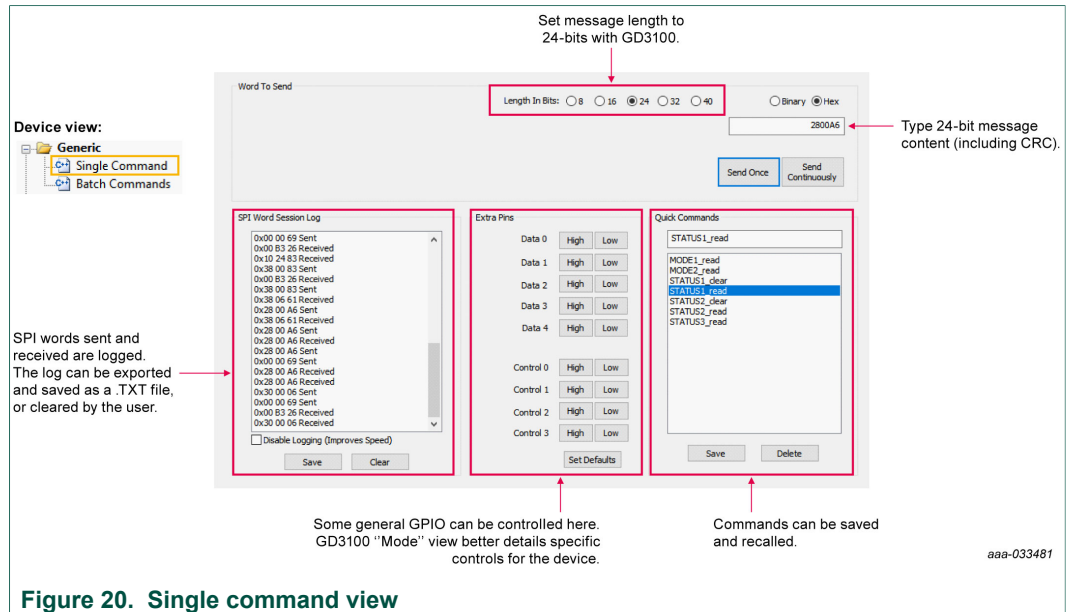 Set message length to
24-bits with GD3100.
Word To Send
Length In Bits: 8 16 24 32 40
Binary Hex
2800A6
Type 24-bit message
content (including CRC).
Send Once
Send
Continuously
Device view:
Generic
Single Command
Batch Commands
SPI Word Session Log
0x00 00 69 Sent
0x00 B3 26 Received
0x10 24 83 Received
0x38 00 83 Sent
0x00 B3 26 Received
0x38 00 83 Sent
0x38 06 61 Received
0x28 00 A6 Sent
0x38 06 61 Received
0x28 00 A6 Sent
0x28 00 A6 Received
0x28 00 A6 Sent
0x00 00 69 Sent
0x28 00 A6 Received
0x28 00 A6 Received
0x30 00 06 Sent
0x00 00 69 Sent
0x00 B3 26 Received
0x30 00 06 Received
Disable Logging (Improves Speed)
Save Clear
SPI words sent and
received are logged.
The log can be exported
and saved as a .TXT file,
or cleared by the user.
Extra Pins
Data 0 High Low
Data 1 High Low
Data 2 High Low
Data 3 High Low
Data 4 High Low
Control 0 High Low
Control 1 High Low
Control 2 High Low
Control 3 High Low
Set Defaults
Quick Commands
STATUS1_read
MODE1_read
MODE2_read
STATUS1_clear
STATUS1_read
STATUS2_clear
STATUS2_read
STATUS3_read
Save Delete
Some general GPIO can be controlled here.
GD3100 ‘‘Mode’’ view better details specific
controls for the device.
Commands can be saved
and recalled.
aaa-033481
Figure 20. Single command view